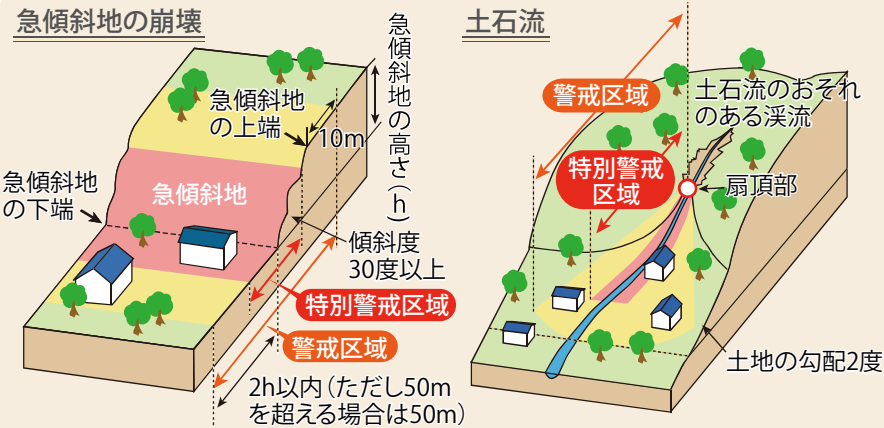 急傾斜地の崩壊
急傾斜地の高さ(h)
急傾斜地
の上端
10m
急傾斜地
急傾斜地
の下端
傾斜度
30度以上
特別警戒区域
警戒区域
2h以内(ただし50m
を超える場合は50m)
土石流
警戒区域
土石流のおそれ
のある渓流
特別警戒
区域
扇頂部
土地の勾配2度